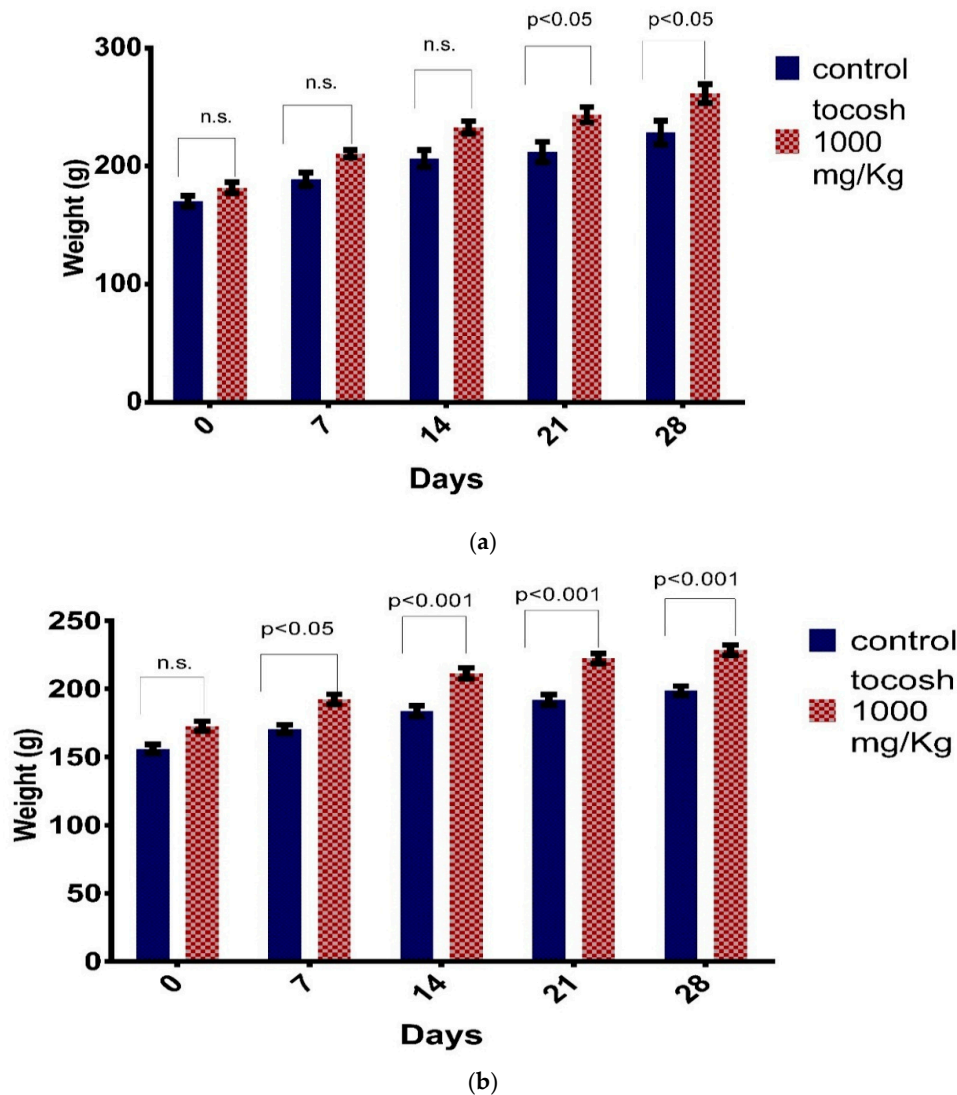 p<0.05
p<0.05
n.s.
n.s.
n.s.
300
200
100
0
Weight (g)
control
tocosh
1000
mg/Kg
0
7
14
21
28
Days
(a)
p<0.001
p<0.001
p<0.001
p<0.05
n.s.
250
200
150
100
50
0
Weight (g)
control
tocosh
1000
mg/Kg
0
7
14
21
28
Days
(b)